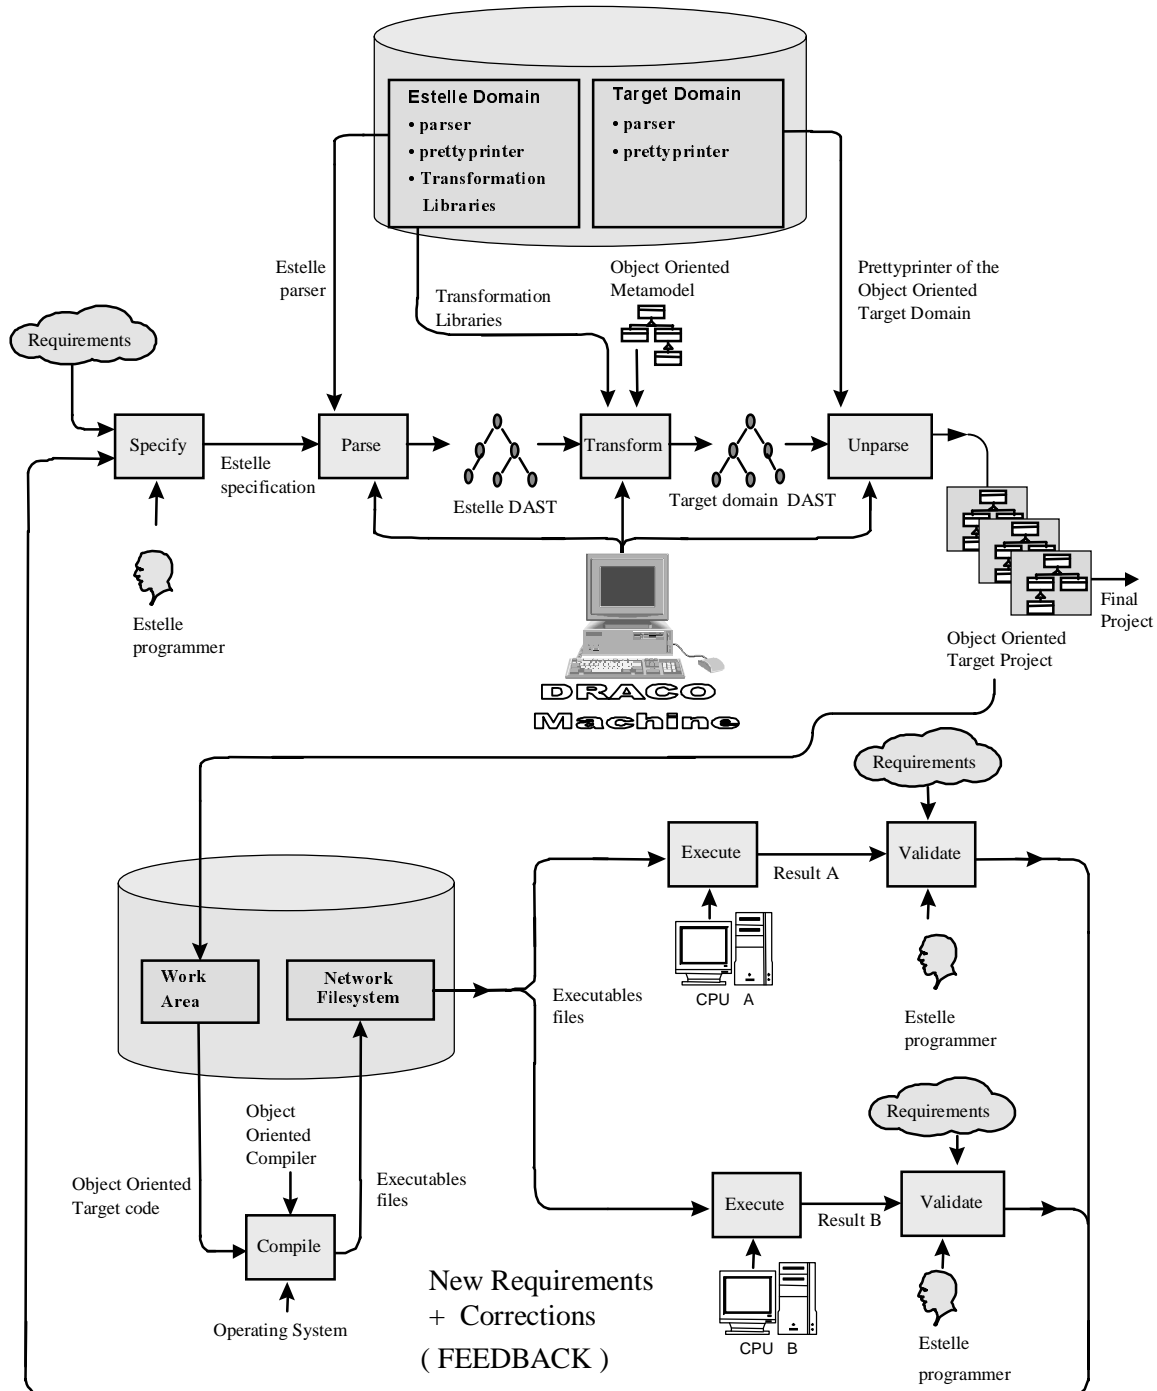 Estelle Domain
• parser
• prettyprinter
• Transformation
Libraries
Target Domain
• parser
• prettyprinter
Estelle
parser
Transformation
Libraries
Object Oriented
Metamodel
Prettyprinter of the
Object Oriented
Target Domain
Requirements
Specify
Estelle
specification
Parse
Estelle DAST
Transform
Target domain DAST
Unparse
Estelle
programmer
DRACO
Machine
Final
Project
Object Oriented
Target Project
Requirements
Execute
Result A
Validate
CPU A
Estelle
programmer
Work
Area
Network
Filesystem
Executables
files
Object
Oriented
Compiler
Object Oriented
Target code
Executables
files
Compile
Operating System
Requirements
Execute
Result B
Validate
CPU B
Estelle
programmer
New Requirements
+ Corrections
( FEEDBACK )